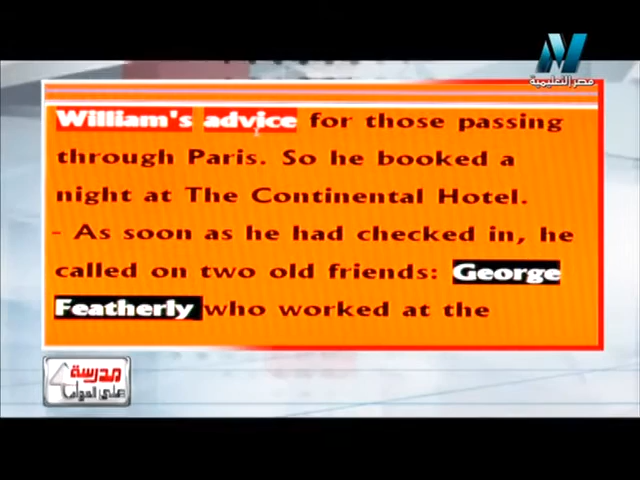 مصر التعليمية
William's advice for those passing
through Paris. So he booked a
night at The Continental Hotel.
- As soon as he had checked in, he
called on two old friends: George
Featherly who worked at the
مدرسة
على الهواء